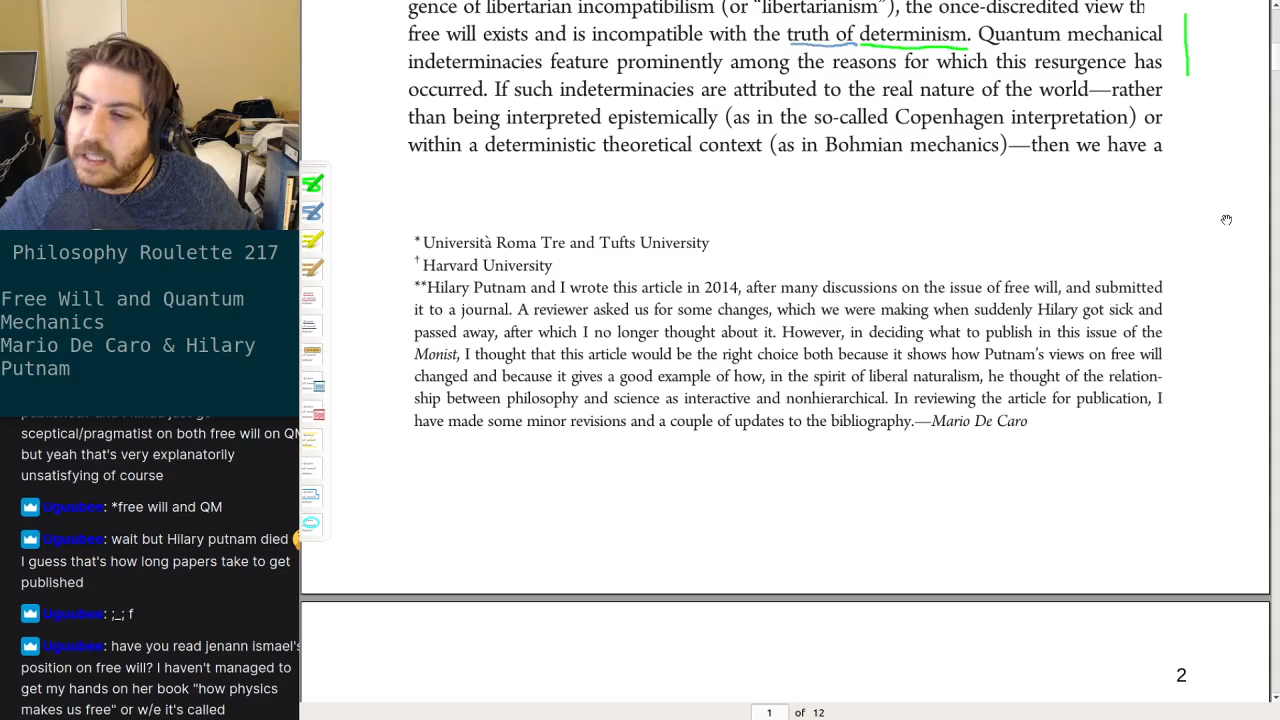 gence of libertarian incompatibilism (or "libertarianism"), the once-discredited view th
free will exists and is incompatible with the truth of determinism. Quantum mechanical
indeterminacies feature prominently among the reasons for which this resurgence has
occurred. If such indeterminacies are attributed to the real nature of the world—rather
than being interpreted epistemically (as in the so-called Copenhagen interpretation) or
within a deterministic theoretical context (as in Bohmian mechanics)—then we have a
*Università Roma Tre and Tufts University
†Harvard University
**Hilary Putnam and I wrote this article in 2014, after many discussions on the issue of free will, and submitted
it to a journal. A reviewer asked us for some changes, which we were making when suddenly Hilary got sick and
passed away, after which I no longer thought about it. However, in deciding what to publish in this issue of the
Monist, I thought that this article would be the right choice both because it shows how Putnam's views on free will
changed and because it gives a good example of how, in the spirit of liberal naturalism, he thought of the relation-
ship between philosophy and science as interactive and nonhierarchical. In reviewing the article for publication, I
have made some minor revisions and a couple of updates to the bibliography.—Mario De Caro
2
1 of 12
Philosophy Roulette 217
Free Will and Quantum
Mechanics
Mario De Caro & Hilary
Putnam
sceptical/pragmatist on both free will on QM
but yeah that's very explanatorily
unsatisfying of course
Uguubee: *free will and QM
Uguubee: wait but Hilary putnam died
I guess that's how long papers take to get
published
Uguubee: ;_; f
Uguubee: have you read jenann ismael's
position on free will? I haven't managed to
get my hands on her book "how physics
makes us free" or w/e it's called